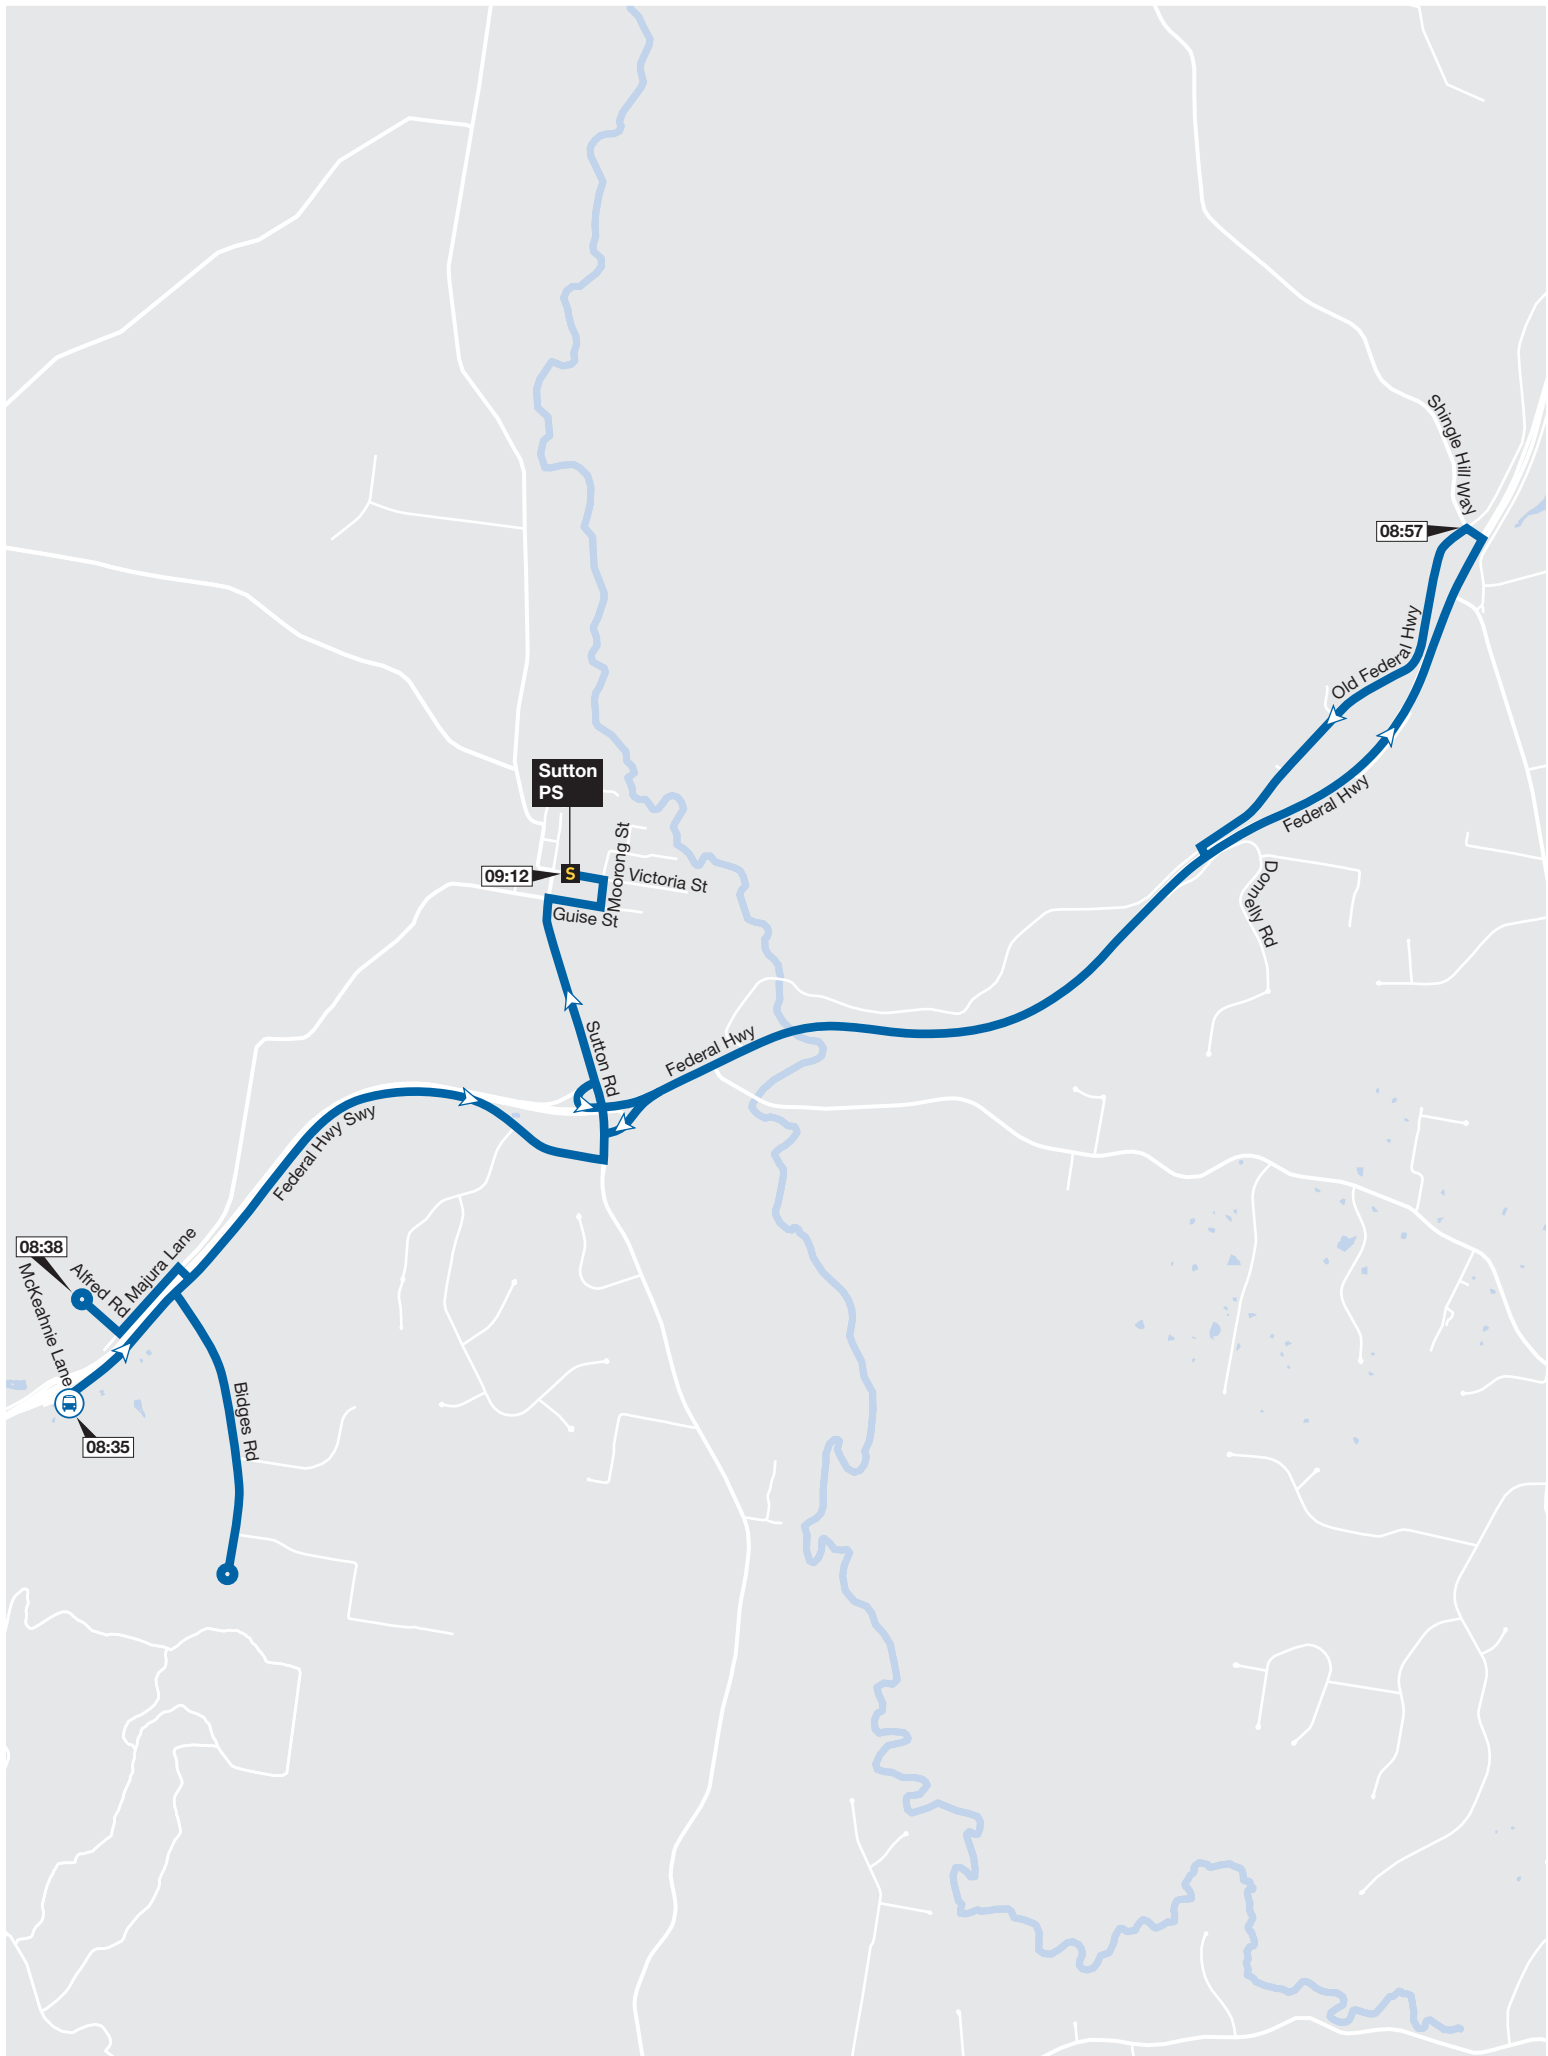 Shingle Hill Way
08:57
Old Federal Hwy
Federal Hwy
Donnelly Rd
Sutton
PS
S
09:12
Moorong St
Victoria St
Guise St
Sutton Rd
Federal Hwy
Federal Hwy Swy
08:38
Majura Lane
Alfred Rd
McKeahnie Lane
08:35
Bidges Rd